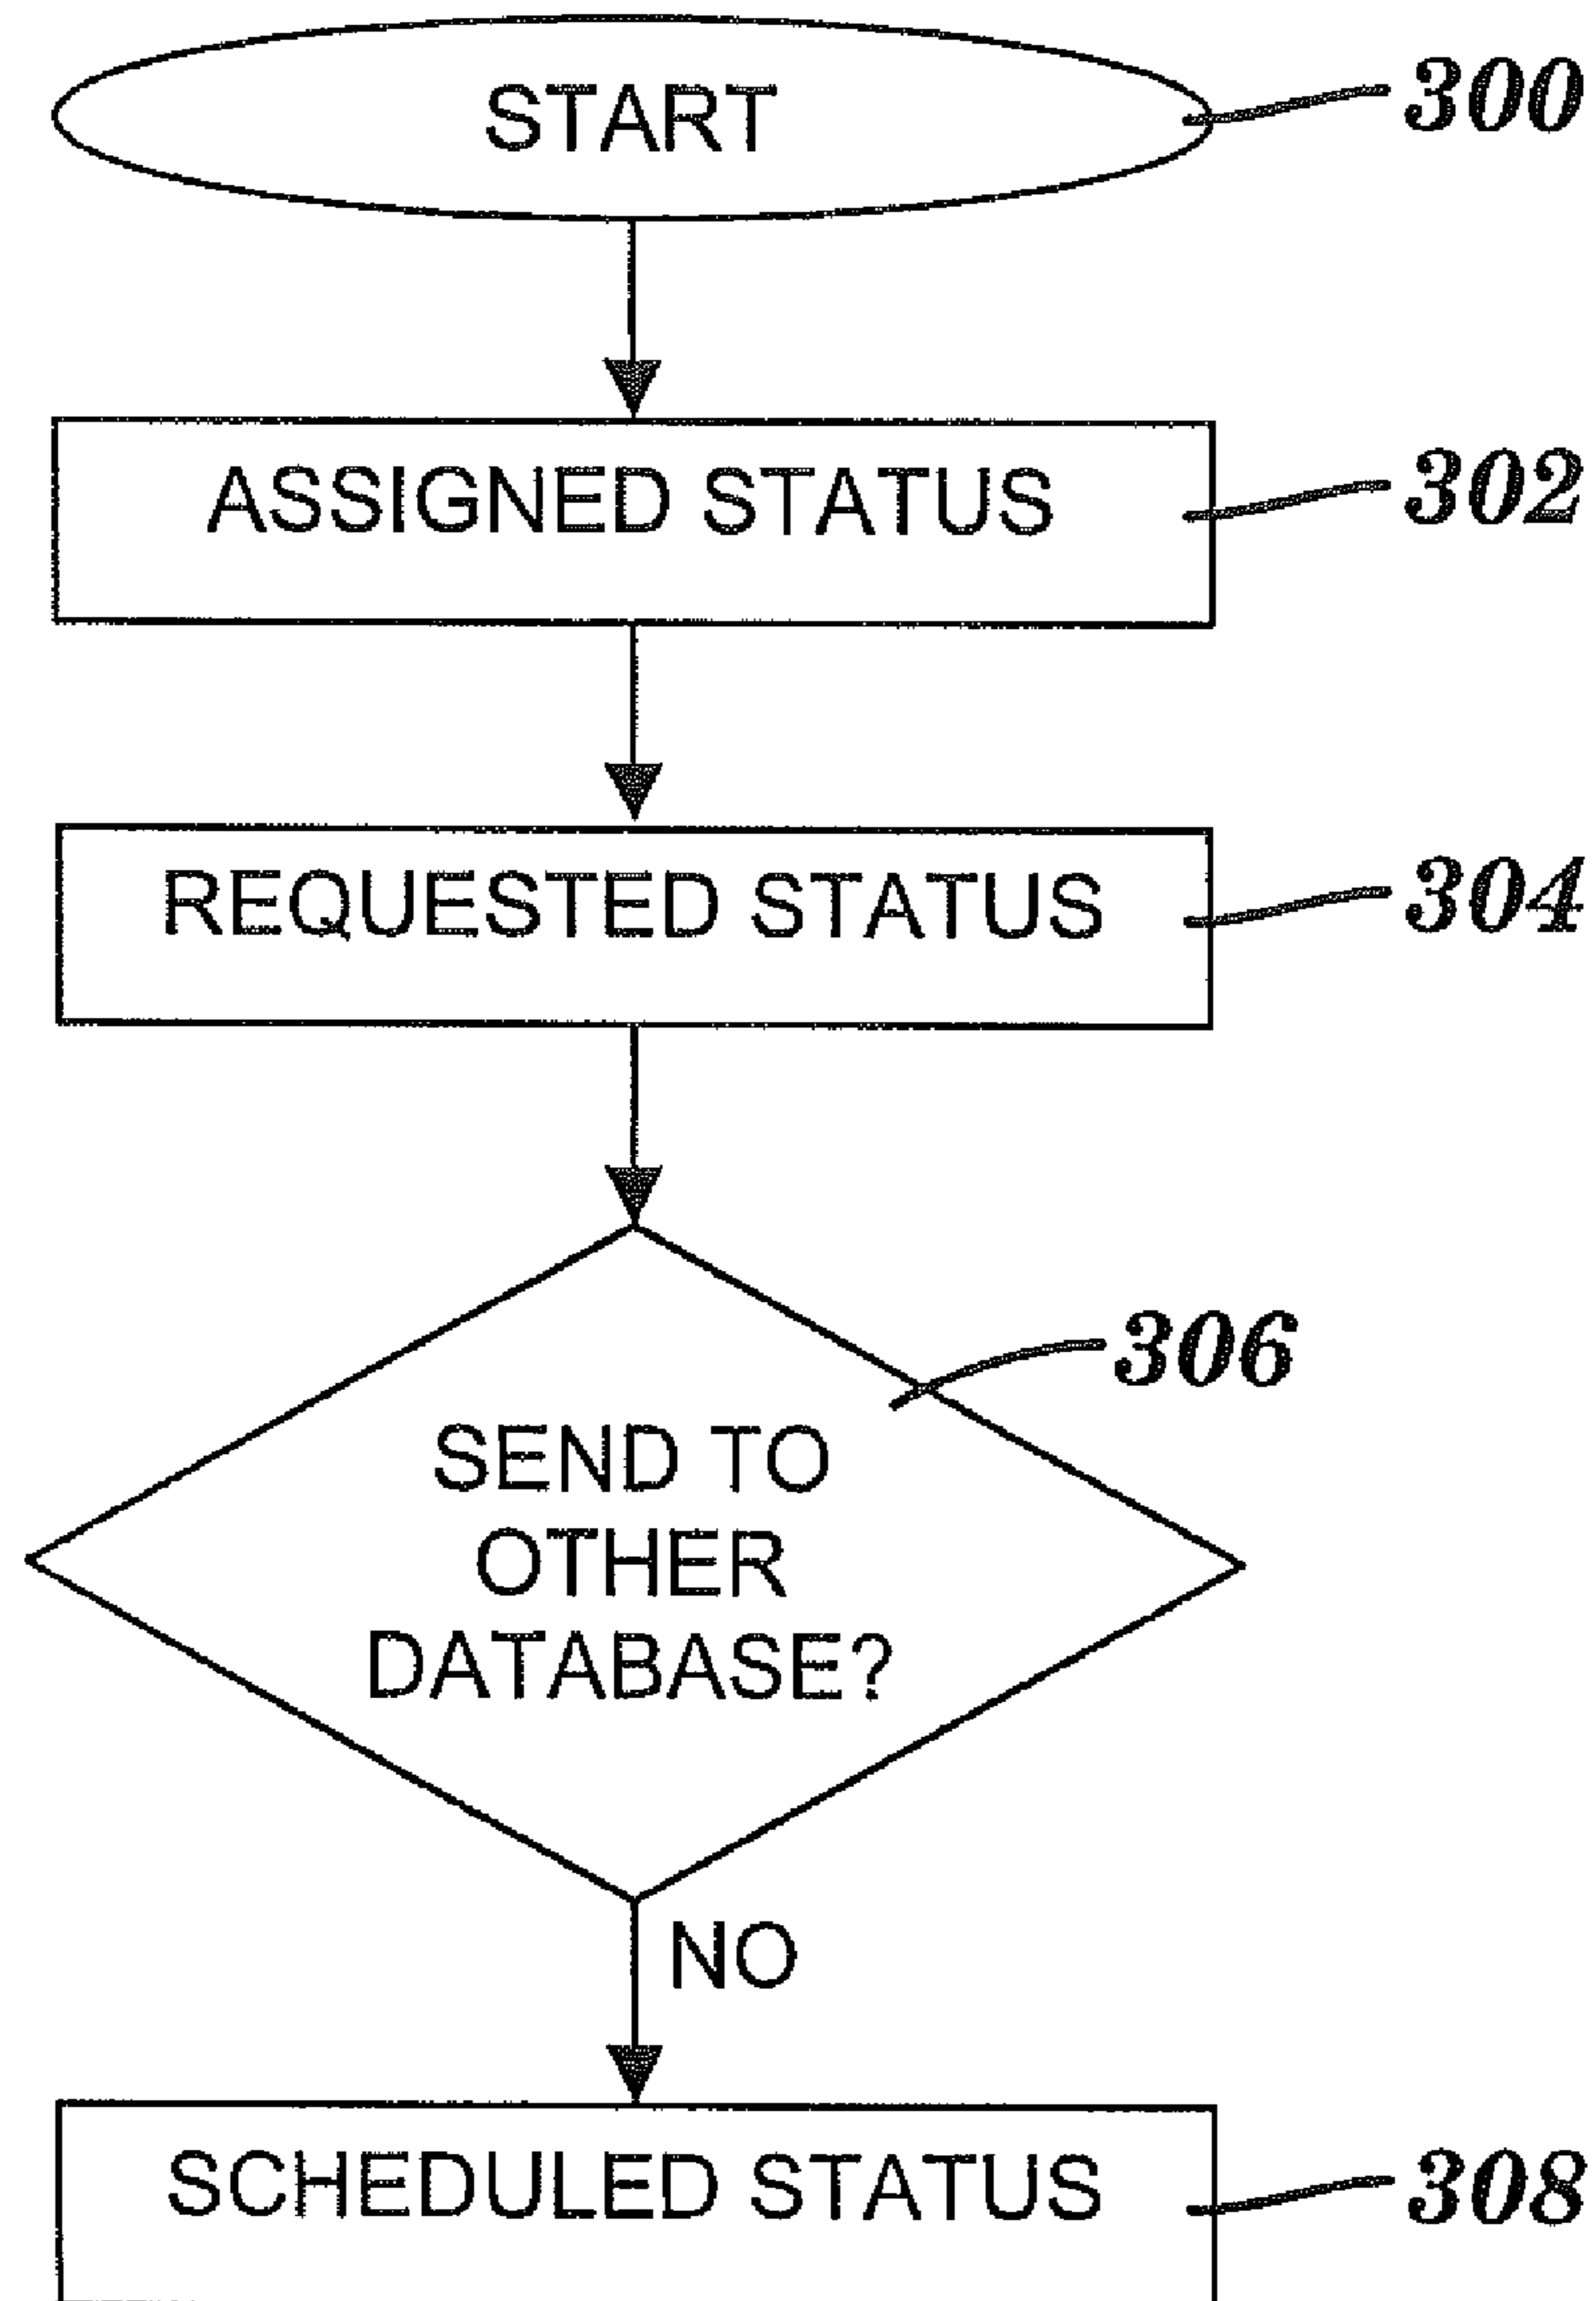 START
300
ASSIGNED STATUS
302
REQUESTED STATUS
304
306
SEND TO
OTHER
DATABASE?
NO
SCHEDULED STATUS
308